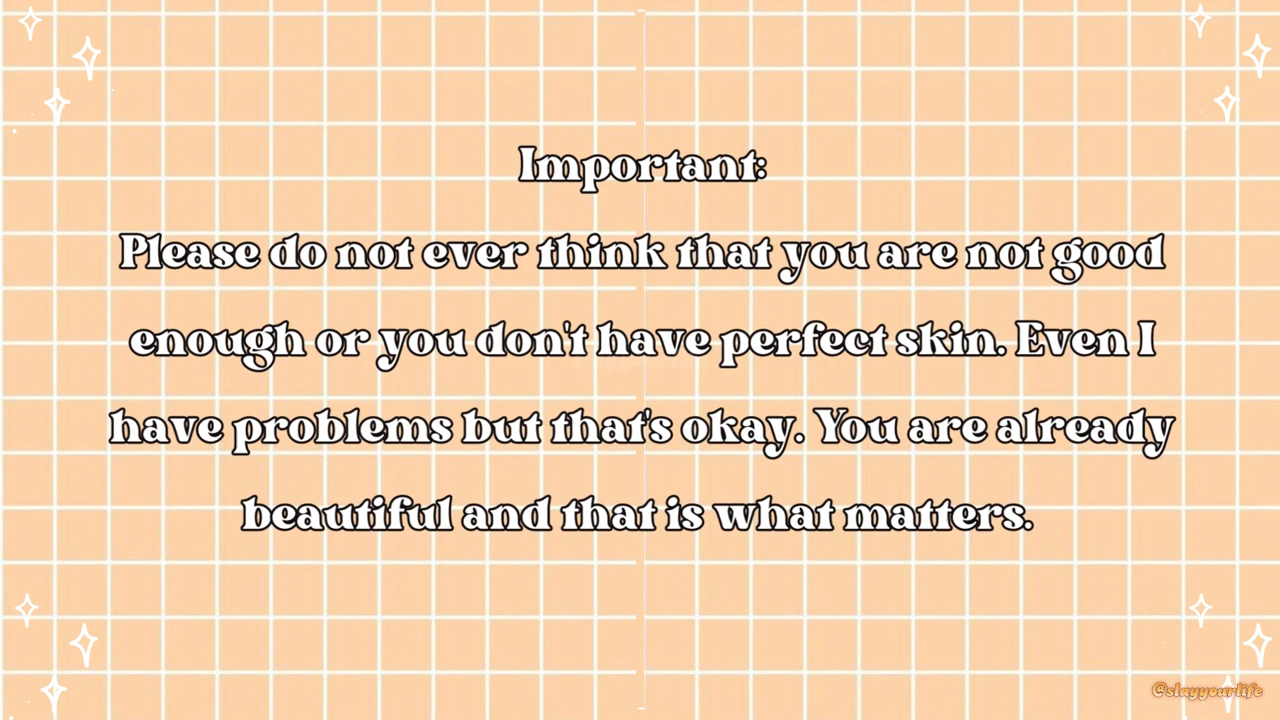 Important:
Please do not ever think that you are not good
enough or you don't have perfect skin. Even I
have problems but that's okay. You are already
beautiful and that is what matters.
@slayyourlife